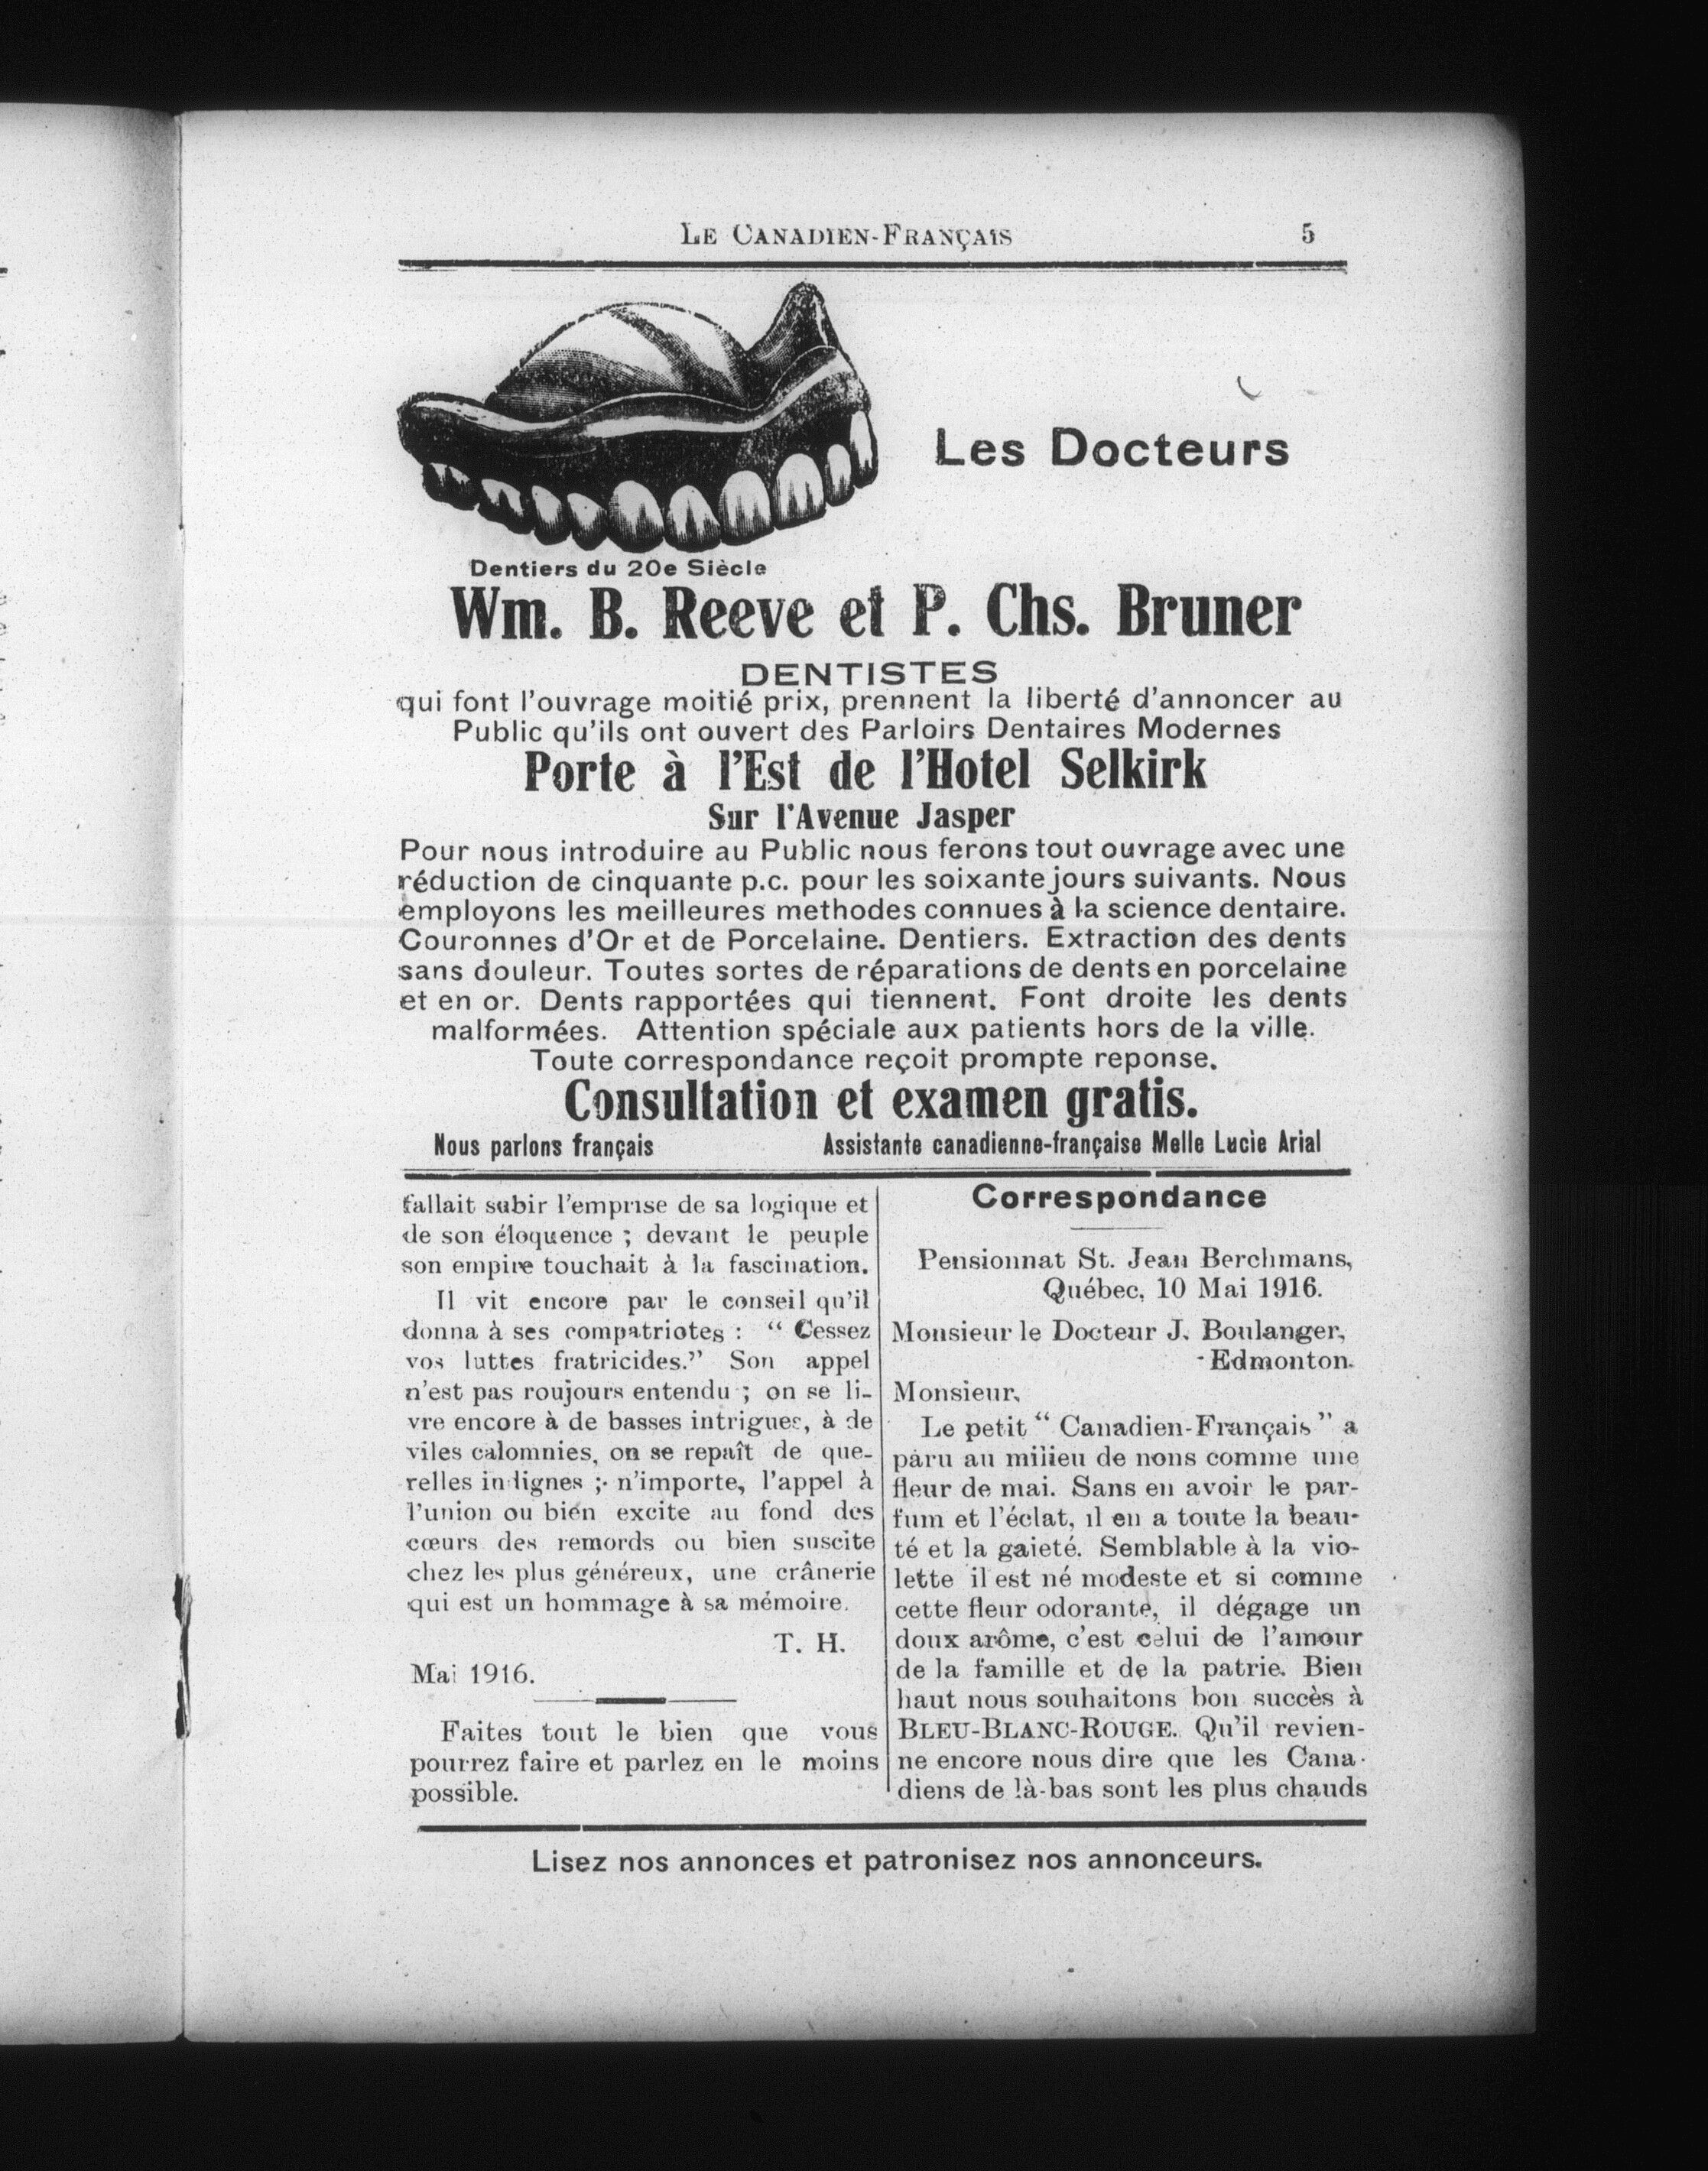 LE CANADIEN-FRANÇAIS 5
Les Docteurs
Dentiers du 20e Siècle
Wm. B. Reeve et P. Chs. Bruner
DENTISTES
qui font l'ouvrage moitié prix, prennent la liberté d'annoncer au
Public qu'ils ont ouvert des Parloirs Dentaires Modernes
Porte à l'Est de l'Hotel Selkirk
Sur l'Avenue Jasper
Pour nous introduire au Public nous ferons tout ouvrage avec une
réduction de cinquante p.c. pour les soixante jours suivants. Nous
employons les meilleures methodes connues à la science dentaire.
Couronnes d'Or et de Porcelaine. Dentiers. Extraction des dents
sans douleur. Toutes sortes de réparations de dents en porcelaine
et en or. Dents rapportées qui tiennent. Font droite les dents
malformées. Attention spéciale aux patients hors de la ville.
Toute correspondance reçoit prompte reponse.
Consultation et examen gratis.
Nous parlons français Assistante canadienne-française Melle Lucie Arial
fallait subir l'emprise de sa logique et
de son éloquence ; devant le peuple
son empire touchait à la fascination.
Il vit encore par le conseil qu'il
donna à ses compatriotes : " Cessez
vos luttes fratricides." Son appel
n'est pas roujours entendu ; on se li-
vre encore à de basses intrigues, à de
viles calomnies, on se repaît de que-
relles indignes ; n'importe, l'appel à
l'union ou bien excite au fond des
cœurs des remords ou bien suscite
chez les plus généreux, une crânerie
qui est un hommage à sa mémoire.
T. H.
Mai 1916.
Faites tout le bien que vous
pourrez faire et parlez en le moins
possible.
Correspondance
Pensionnat St. Jean Berchmans,
Québec, 10 Mai 1916.
Monsieur le Docteur J. Boulanger,
Edmonton.
Monsieur,
Le petit " Canadien-Français " a
paru au milieu de nons comme une
fleur de mai. Sans en avoir le par-
fum et l'éclat, il en a toute la beau-
té et la gaieté. Semblable à la vio-
lette il est né modeste et si comme
cette fleur odorante, il dégage un
doux arôme, c'est celui de l'amour
de la famille et de la patrie. Bien
haut nous souhaitons bon succès à
BLEU-BLANC-ROUGE. Qu'il revien-
ne encore nous dire que les Cana-
diens de là-bas sont les plus chauds
Lisez nos annonces et patronisez nos annonceurs.